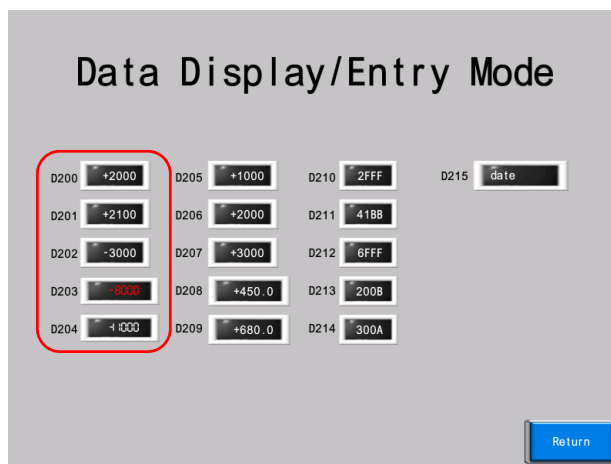 Data Display/Entry Mode
D200 +2000 D205 +1000 D210 2FFF D215 date
D201 +2100 D206 +2000 D211 41BB
D202 -3000 D207 +3000 D212 6FFF
D203 -8000 D208 +450.0 D213 200B
D204 D209 +680.0 D214 300A
Return